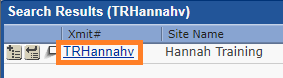 Search Results (TRHannahv)
Xmit# Site Name
TRHannahv Hannah Training